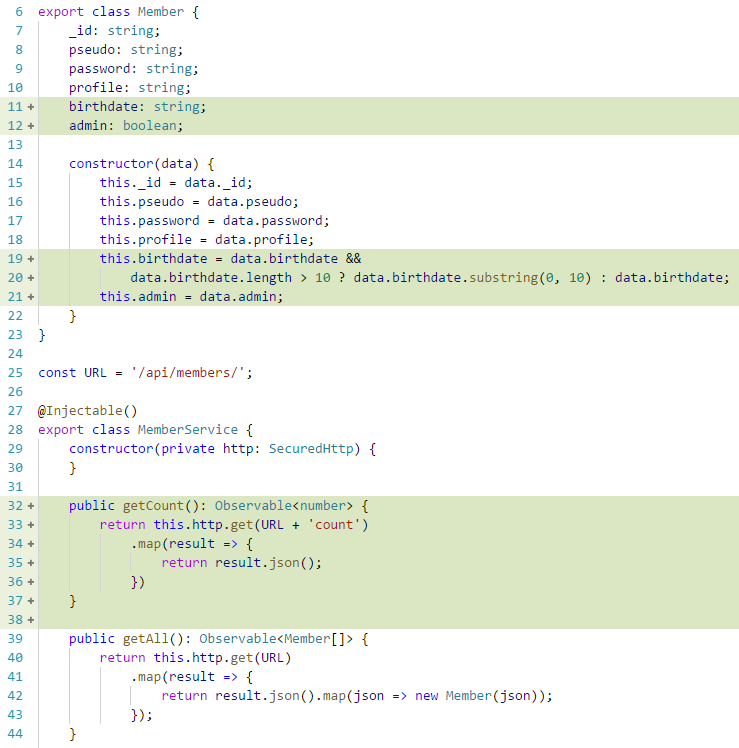 6 export class Member {
7     _id: string;
8     pseudo: string;
9     password: string;
10     profile: string;
11 +     birthdate: string;
12 +     admin: boolean;
13
14     constructor(data) {
15         this._id = data._id;
16         this.pseudo = data.pseudo;
17         this.password = data.password;
18         this.profile = data.profile;
19 +         this.birthdate = data.birthdate &&
20 +             data.birthdate.length > 10 ? data.birthdate.substring(0, 10) : data.birthdate;
21 +         this.admin = data.admin;
22     }
23 }
24
25 const URL = '/api/members/';
26
27 @Injectable()
28 export class MemberService {
29     constructor(private http: SecuredHttp) {
30     }
31
32 +     public getCount(): Observable<number> {
33 +         return this.http.get(URL + 'count')
34 +             .map(result => {
35 +                 return result.json();
36 +             })
37 +     }
38 +
39     public getAll(): Observable<Member[]> {
40         return this.http.get(URL)
41             .map(result => {
42                 return result.json().map(json => new Member(json));
43             });
44     }